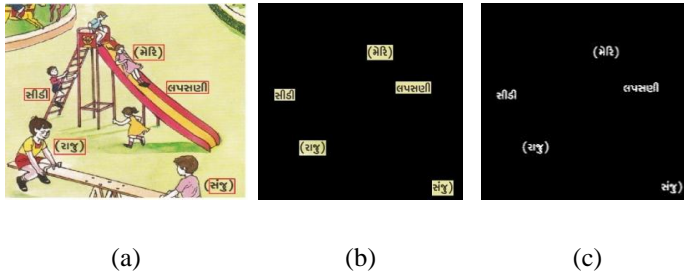 (મેરિ)
લપસણી
સીડી
(રાજુ)
(સંજુ)
(મેરિ)
લપસણી
સીડી
(રાજુ)
સંજુ)
(મેરિ)
લપસણી
સીડી
(રાજુ)
સંજુ)
(a)
(b)
(c)